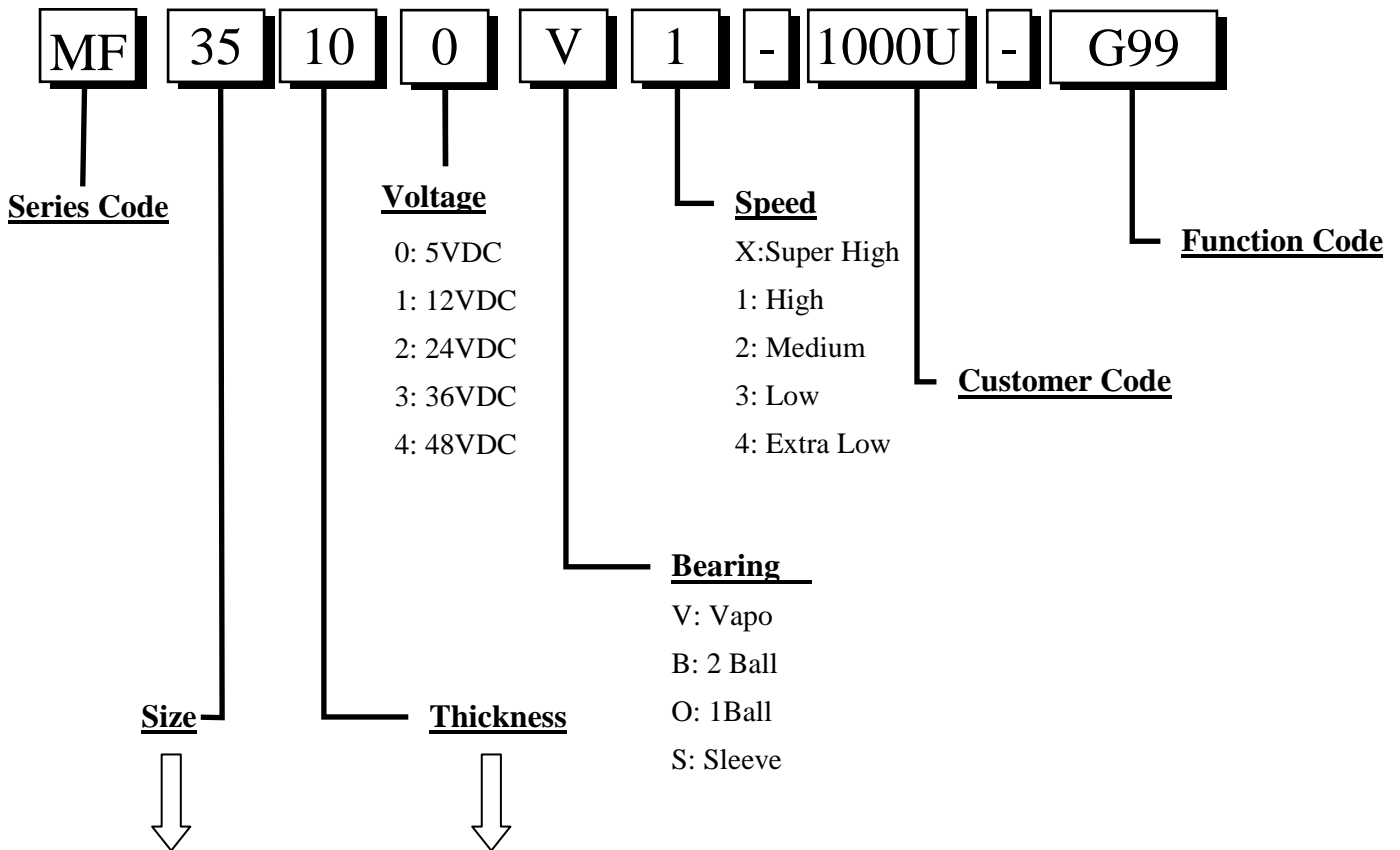 MF 35 10 0 V 1 - 1000U - G99
Series Code
Voltage
0: 5VDC
1: 12VDC
2: 24VDC
3: 36VDC
4: 48VDC
Speed
X:Super High
1: High
2: Medium
3: Low
4: Extra Low
Function Code
Customer Code
Bearing
V: Vapo
B: 2 Ball
O: 1Ball
S: Sleeve
Size
Thickness